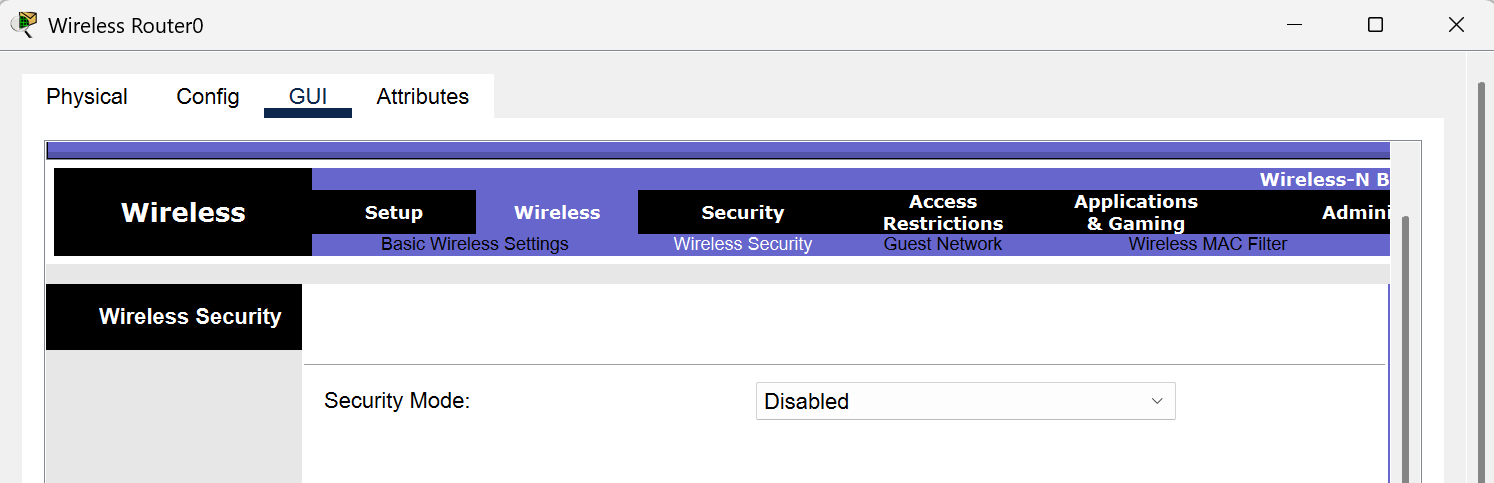 Wireless Router0
Physical Config GUI Attributes
Wireless-N B
Wireless
Setup Wireless Security Access Restrictions Applications & Gaming Admini
Basic Wireless Settings Wireless Security Guest Network Wireless MAC Filter
Wireless Security
Security Mode: Disabled